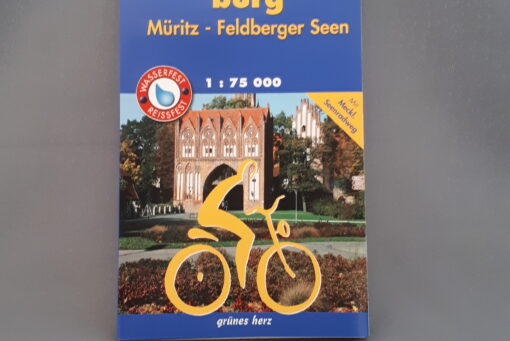 burg
Müritz - Feldberger Seen
1 : 75 000
WASSERFEST
REISSFEST
Mit
Meckl.
Seenradweg
grünes herz